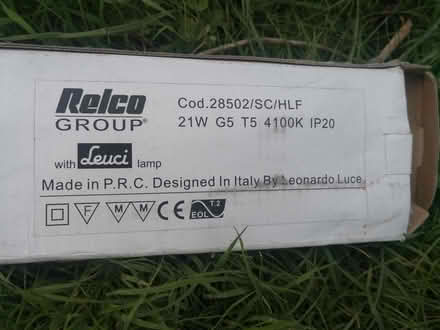 Relco
GROUP®
Cod.28502/SC/HLF
21W G5 T5 4100K IP20
with Leuci lamp
Made in P.R.C. Designed In Italy By Leonardo Luce
F M M CE EOL T.2